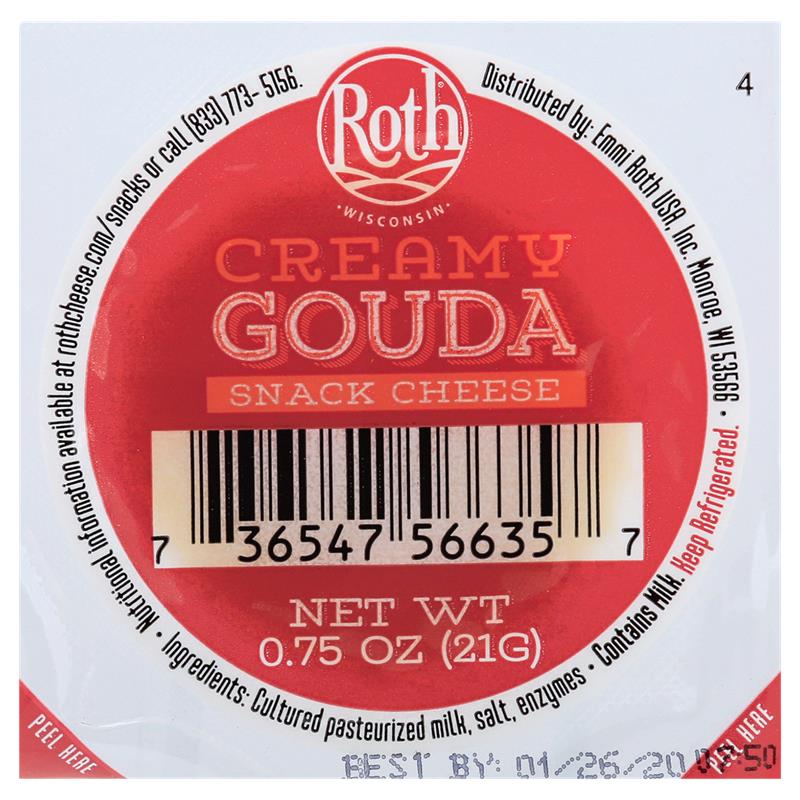 Roth®
• WISCONSIN •
CREAMY
GOUDA
SNACK CHEESE
7 36547 56635 7
NET WT
0.75 OZ (21G)
Distributed by: Emmi Roth USA, Inc. Monroe, WI 53566 •
• Nutritional information available at rothcheese.com/snacks or call (833) 773-5156.
Ingredients: Cultured pasteurized milk, salt, enzymes • Contains Milk. Keep Refrigerated.
4
PEEL HERE
PEEL HERE
BEST BY: 01/26/20 07:50